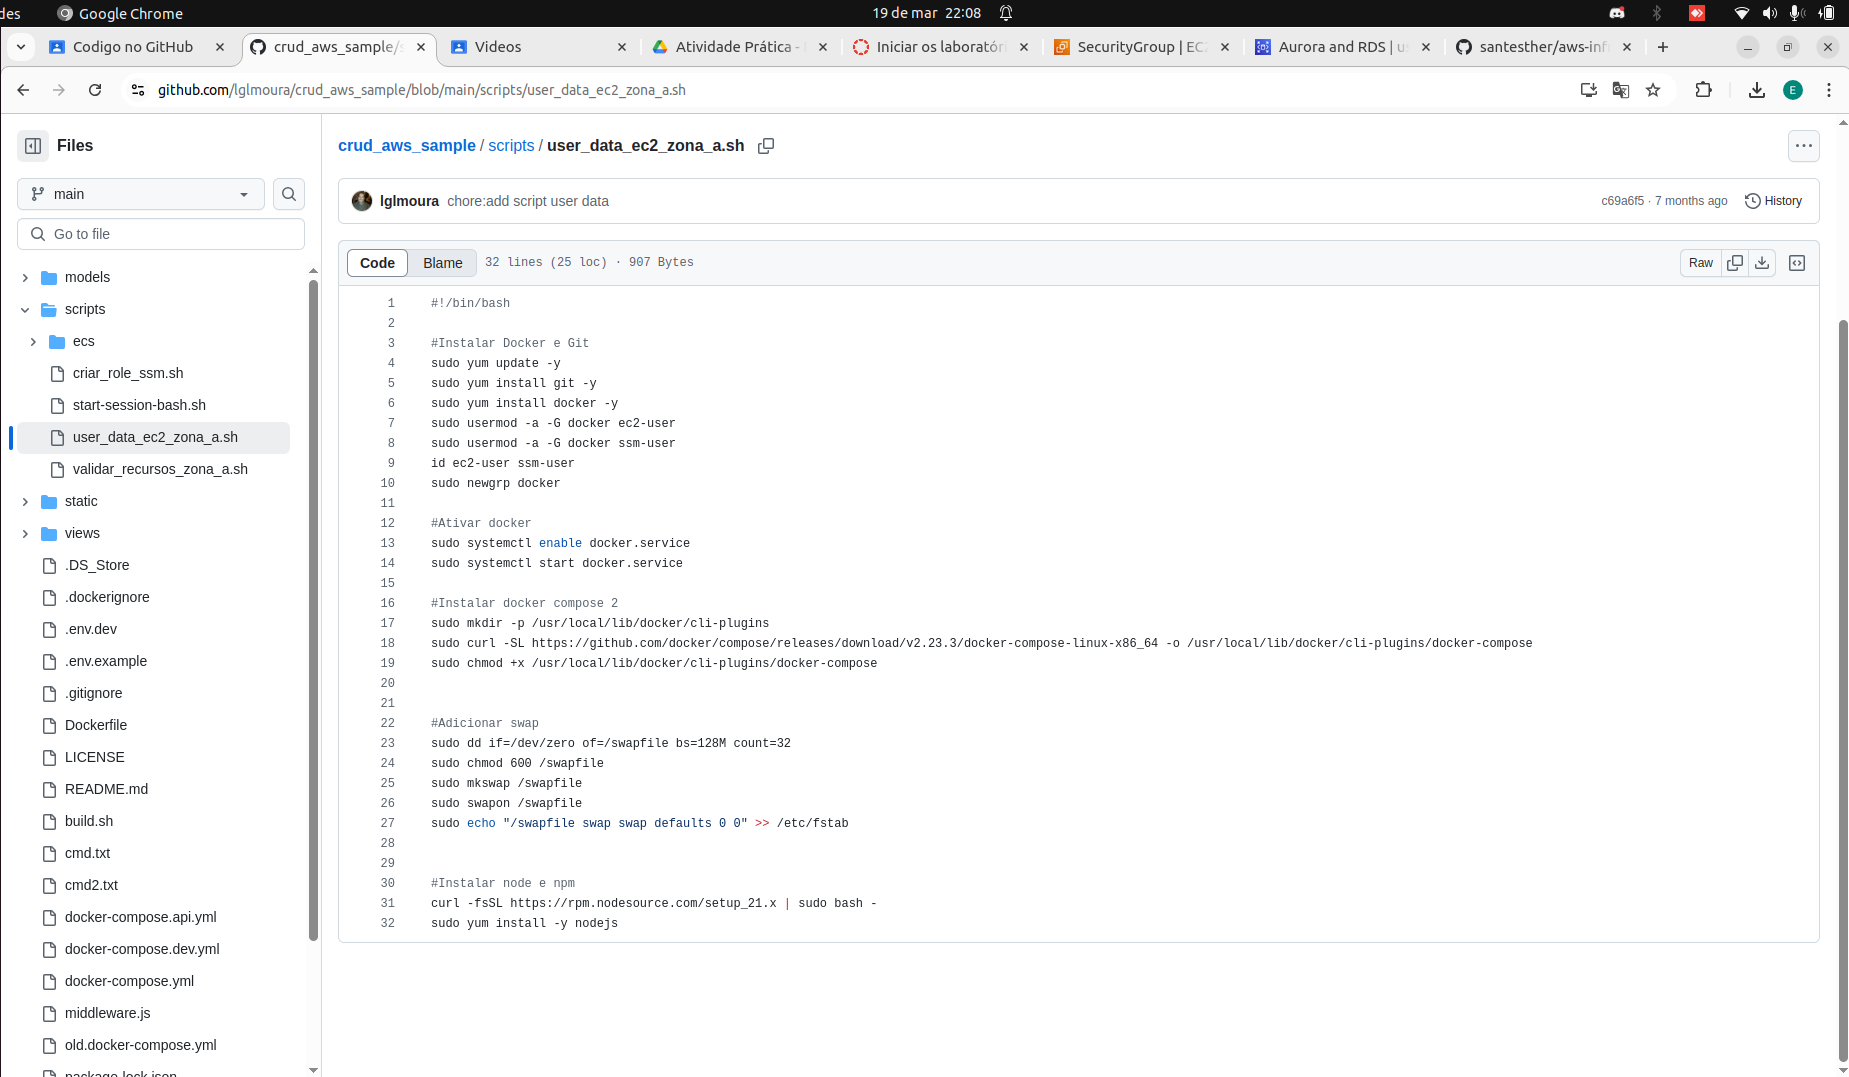 des
Google Chrome
19 de mar 22:08
Codigo no GitHub
crud_aws_sample/s
Videos
Atividade Prática -
Iniciar os laboratóri
SecurityGroup | EC2
Aurora and RDS | u
santesther/aws-inf
github.com/lglmoura/crud_aws_sample/blob/main/scripts/user_data_ec2_zona_a.sh
E
Files
main
Go to file
models
scripts
ecs
criar_role_ssm.sh
start-session-bash.sh
user_data_ec2_zona_a.sh
validar_recursos_zona_a.sh
static
views
.DS_Store
.dockerignore
.env.dev
.env.example
.gitignore
Dockerfile
LICENSE
README.md
build.sh
cmd.txt
cmd2.txt
docker-compose.api.yml
docker-compose.dev.yml
docker-compose.yml
middleware.js
old.docker-compose.yml
package-lock.json
crud_aws_sample / scripts / user_data_ec2_zona_a.sh
lglmoura chore:add script user data
c69a6f5 · 7 months ago
History
Code
Blame
32 lines (25 loc) · 907 Bytes
Raw
1 #!/bin/bash
2
3 #Instalar Docker e Git
4 sudo yum update -y
5 sudo yum install git -y
6 sudo yum install docker -y
7 sudo usermod -a -G docker ec2-user
8 sudo usermod -a -G docker ssm-user
9 id ec2-user ssm-user
10 sudo newgrp docker
11
12 #Ativar docker
13 sudo systemctl enable docker.service
14 sudo systemctl start docker.service
15
16 #Instalar docker compose 2
17 sudo mkdir -p /usr/local/lib/docker/cli-plugins
18 sudo curl -SL https://github.com/docker/compose/releases/download/v2.23.3/docker-compose-linux-x86_64 -o /usr/local/lib/docker/cli-plugins/docker-compose
19 sudo chmod +x /usr/local/lib/docker/cli-plugins/docker-compose
20
21
22 #Adicionar swap
23 sudo dd if=/dev/zero of=/swapfile bs=128M count=32
24 sudo chmod 600 /swapfile
25 sudo mkswap /swapfile
26 sudo swapon /swapfile
27 sudo echo "/swapfile swap swap defaults 0 0" >> /etc/fstab
28
29
30 #Instalar node e npm
31 curl -fsSL https://rpm.nodesource.com/setup_21.x | sudo bash -
32 sudo yum install -y nodejs